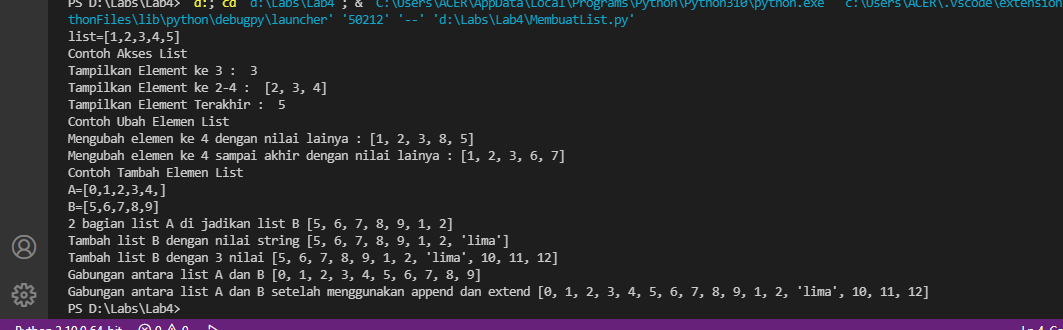 PS D:\Labs\Lab4> d:; cd 'd:\Labs\Lab4'; & 'C:\Users\ACER\AppData\Local\Programs\Python\Python310\python.exe' 'c:\Users\ACER\.vscode\extension
thonFiles\lib\python\debugpy\launcher' '50212' '--' 'd:\Labs\Lab4\MembuatList.py'
list=[1,2,3,4,5]
Contoh Akses List
Tampilkan Element ke 3 :  3
Tampilkan Element ke 2-4 :  [2, 3, 4]
Tampilkan Element Terakhir :  5
Contoh Ubah Elemen List
Mengubah elemen ke 4 dengan nilai lainya : [1, 2, 3, 8, 5]
Mengubah elemen ke 4 sampai akhir dengan nilai lainya : [1, 2, 3, 6, 7]
Contoh Tambah Elemen List
A=[0,1,2,3,4,]
B=[5,6,7,8,9]
2 bagian list A di jadikan list B [5, 6, 7, 8, 9, 1, 2]
Tambah list B dengan nilai string [5, 6, 7, 8, 9, 1, 2, 'lima']
Tambah list B dengan 3 nilai [5, 6, 7, 8, 9, 1, 2, 'lima', 10, 11, 12]
Gabungan antara list A dan B [0, 1, 2, 3, 4, 5, 6, 7, 8, 9]
Gabungan antara list A dan B setelah menggunakan append dan extend [0, 1, 2, 3, 4, 5, 6, 7, 8, 9, 1, 2, 'lima', 10, 11, 12]
PS D:\Labs\Lab4>
Python 3.10.0 64-bit 0 0 Ln 4, C